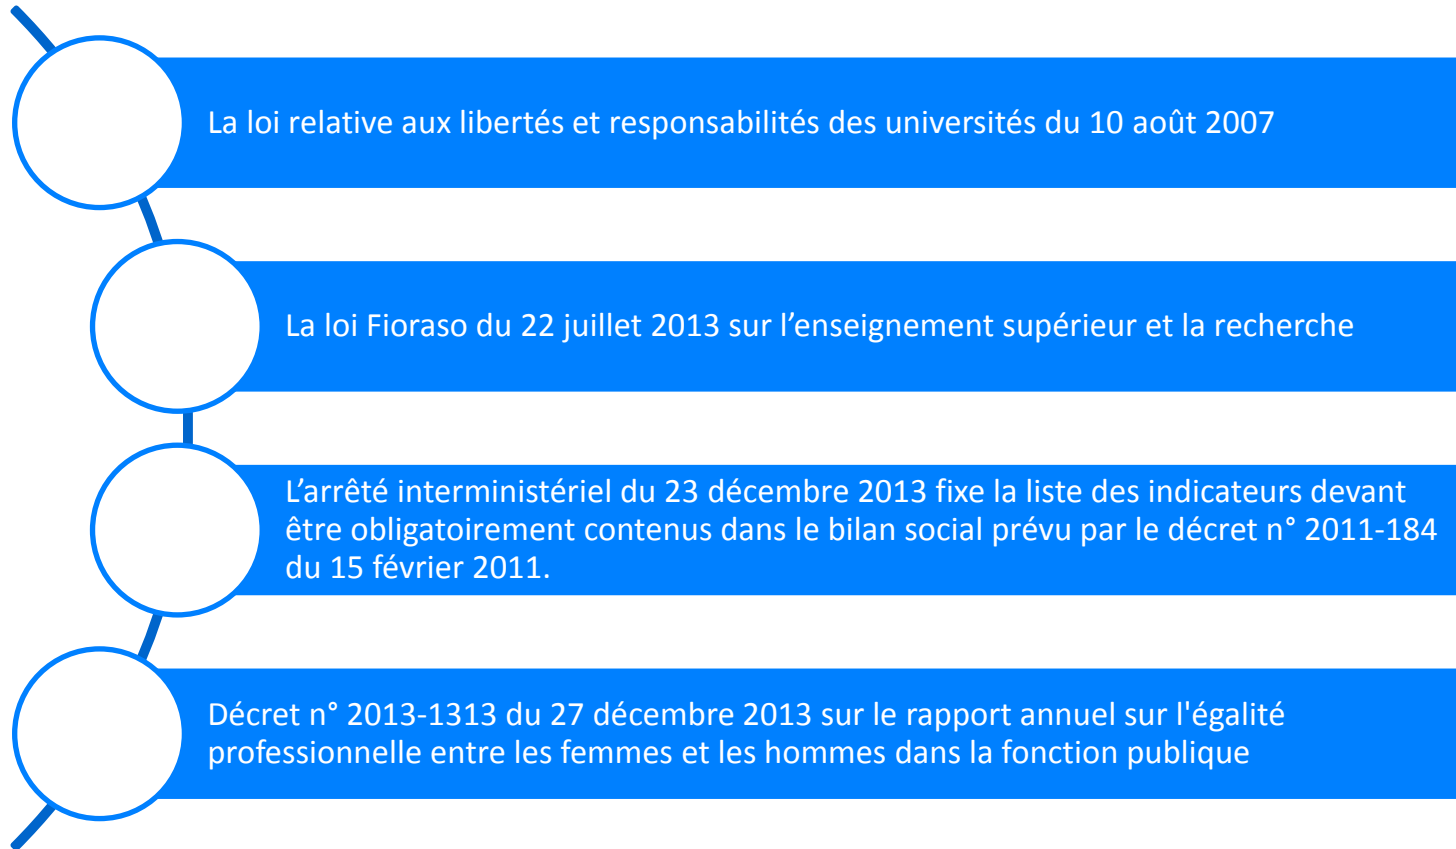 La loi relative aux libertés et responsabilités des universités du 10 août 2007
La loi Fioraso du 22 juillet 2013 sur l’enseignement supérieur et la recherche
L’arrêté interministériel du 23 décembre 2013 fixe la liste des indicateurs devant
être obligatoirement contenus dans le bilan social prévu par le décret n° 2011-184
du 15 février 2011.
Décret n° 2013-1313 du 27 décembre 2013 sur le rapport annuel sur l'égalité
professionnelle entre les femmes et les hommes dans la fonction publique